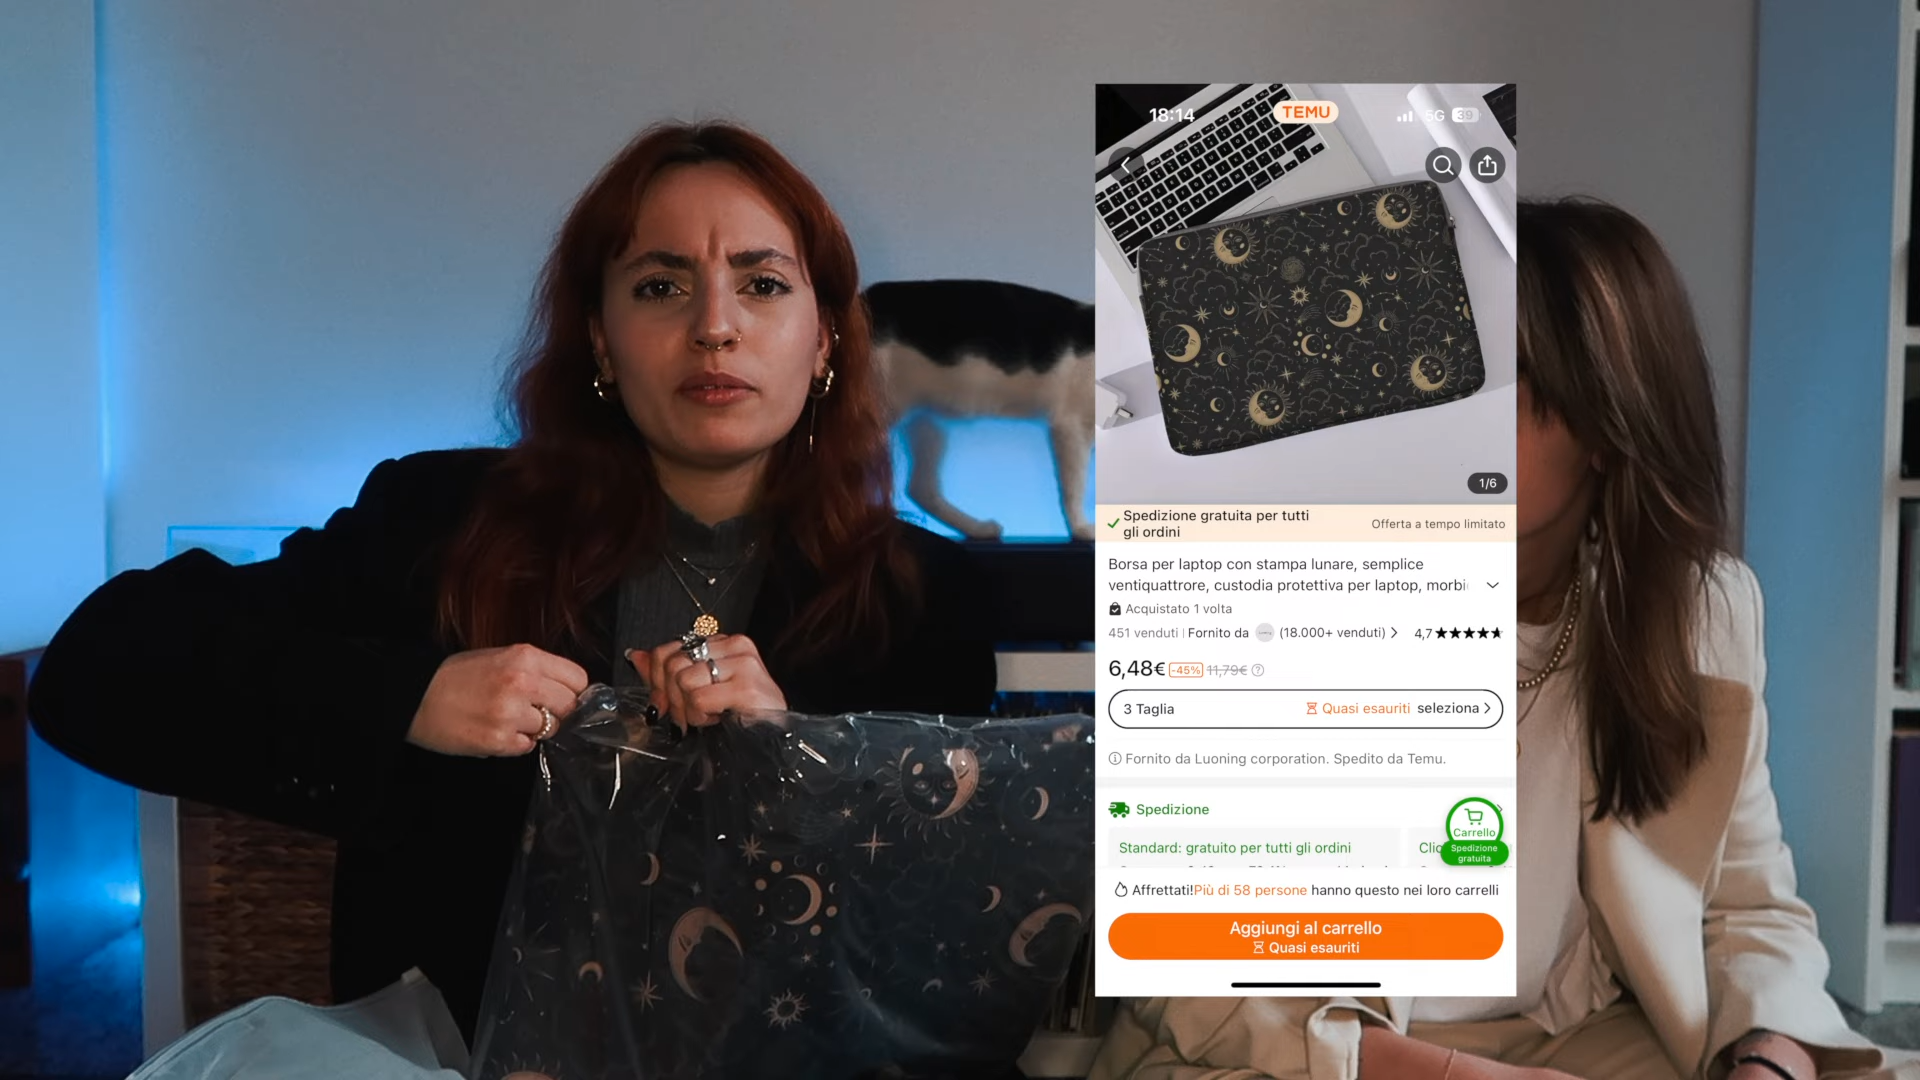 18:14
TEMU
5G
39
1/6
Spedizione gratuita per tutti
gli ordini
Offerta a tempo limitato
Borsa per laptop con stampa lunare, semplice
ventiquattrore, custodia protettiva per laptop, morbi
Acquistato 1 volta
451 venduti | Fornito da (18.000+ venduti) 4,7
6,48€ -45% 11,79€
3 Taglia Quasi esauriti seleziona
Fornito da Luoning corporation. Spedito da Temu.
Spedizione
Carrello
Standard: gratuito per tutti gli ordini
Clic
Spedizione
gratuita
Affrettati!Più di 58 persone hanno questo nei loro carrelli
Aggiungi al carrello
Quasi esauriti